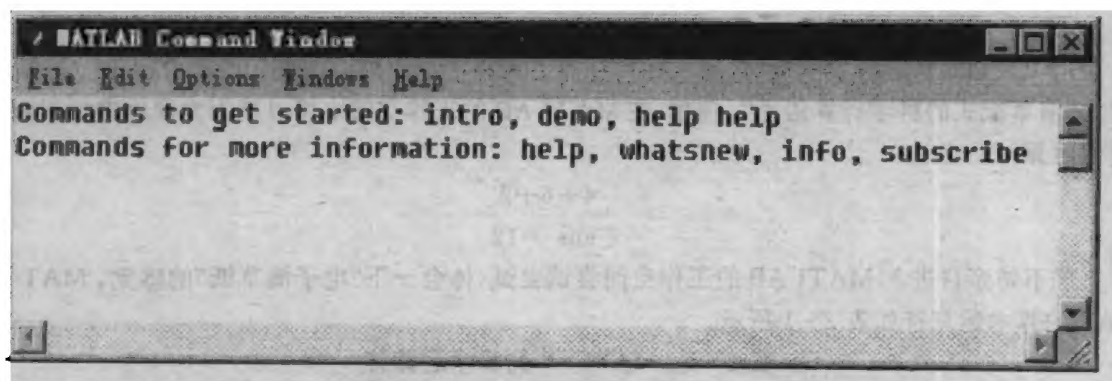 MATLAB Command Window
File Edit Options Windows Help
Commands to get started: intro, demo, help help
Commands for more information: help, whatsnew, info, subscribe